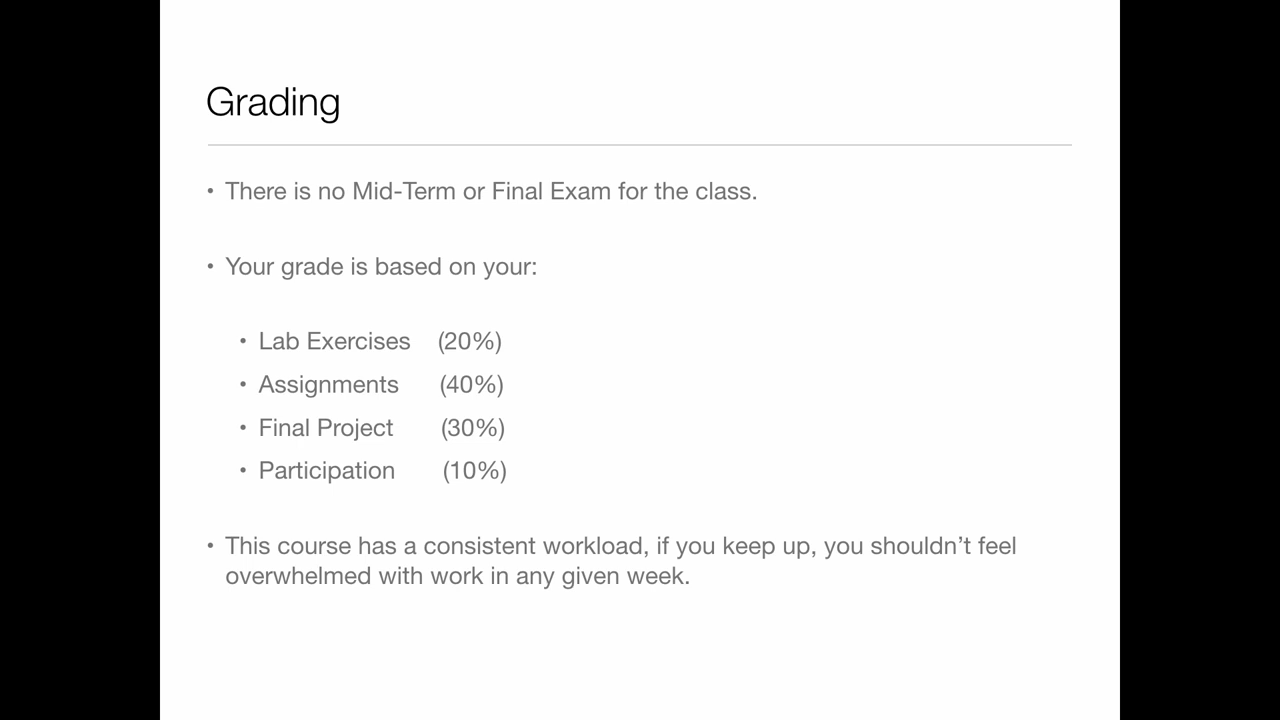 Grading
• There is no Mid-Term or Final Exam for the class.
• Your grade is based on your:
• Lab Exercises (20%)
• Assignments (40%)
• Final Project (30%)
• Participation (10%)
• This course has a consistent workload, if you keep up, you shouldn’t feel
overwhelmed with work in any given week.